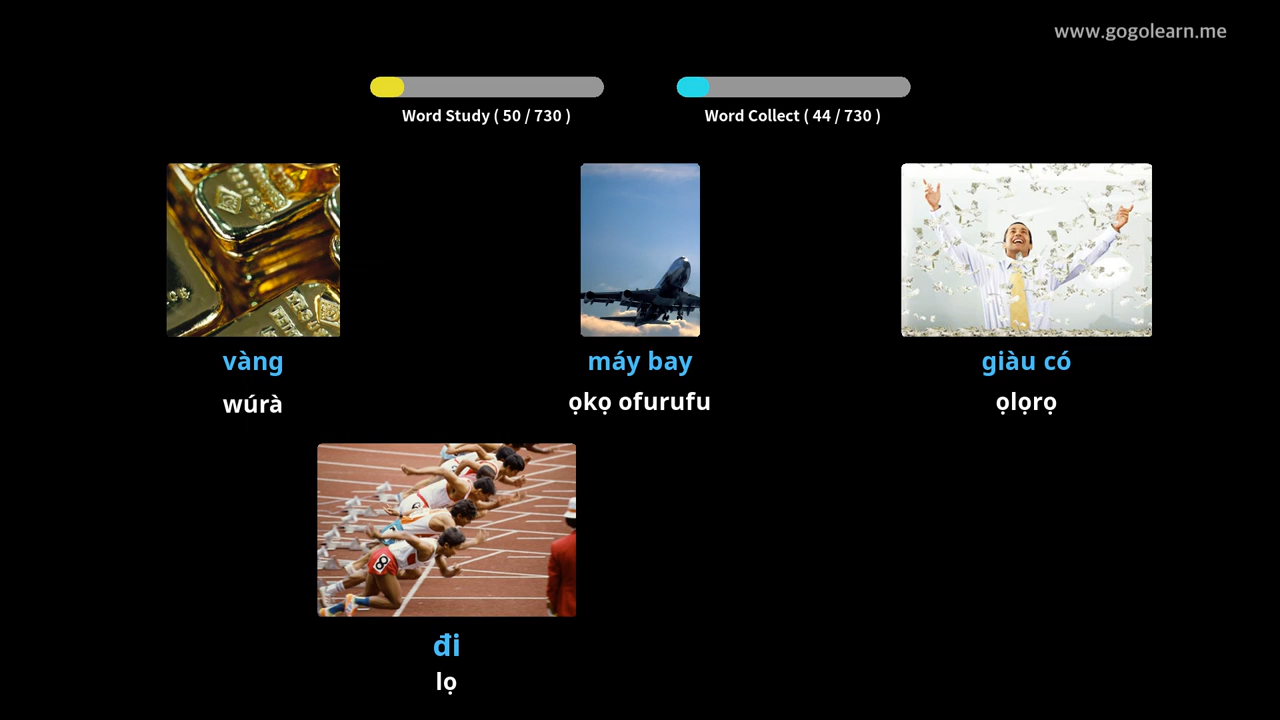 www.gogolearn.me
Word Study ( 50 / 730 )
Word Collect ( 44 / 730 )
vàng
máy bay
giàu có
wúrà
ọkọ ofurufu
ọlọrọ
đi
lọ